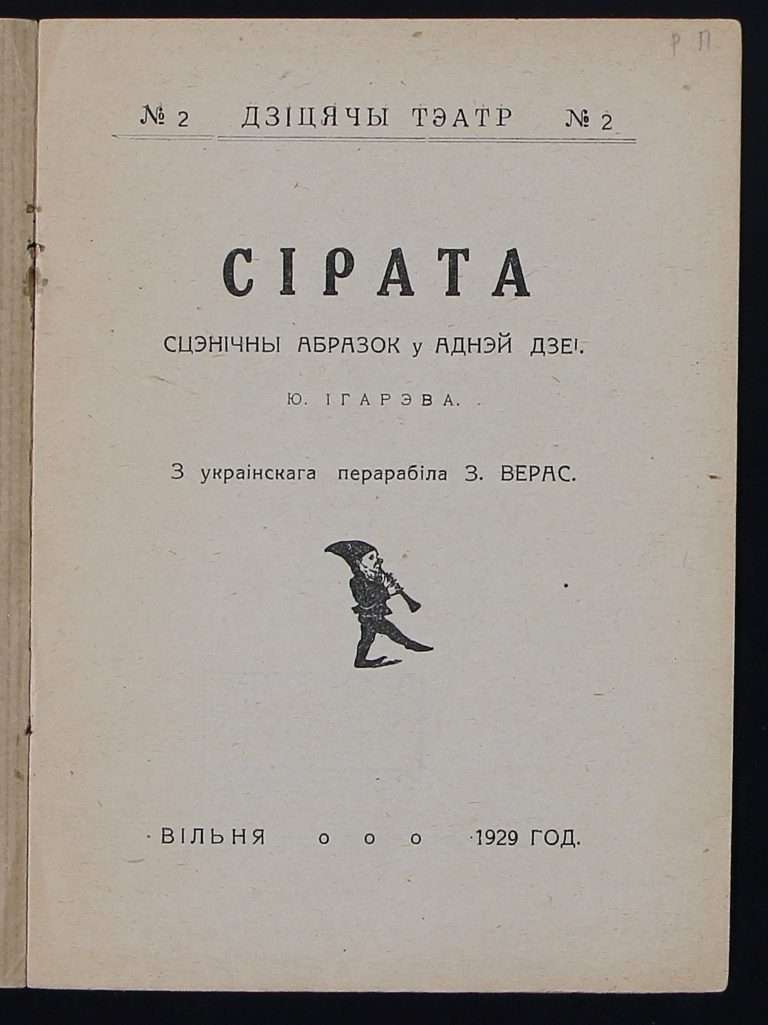 Р П
№ 2 ДЗІЦЯЧЫ ТЭАТР № 2
СІРАТА
СЦЭНІЧНЫ АБРАЗОК у АДНЭЙ ДЗЕІ.
Ю. ІГАРЭВА.
З украінскага перарабіла З. ВЕРАС.
ВІЛЬНЯ o o o 1929 ГОД.